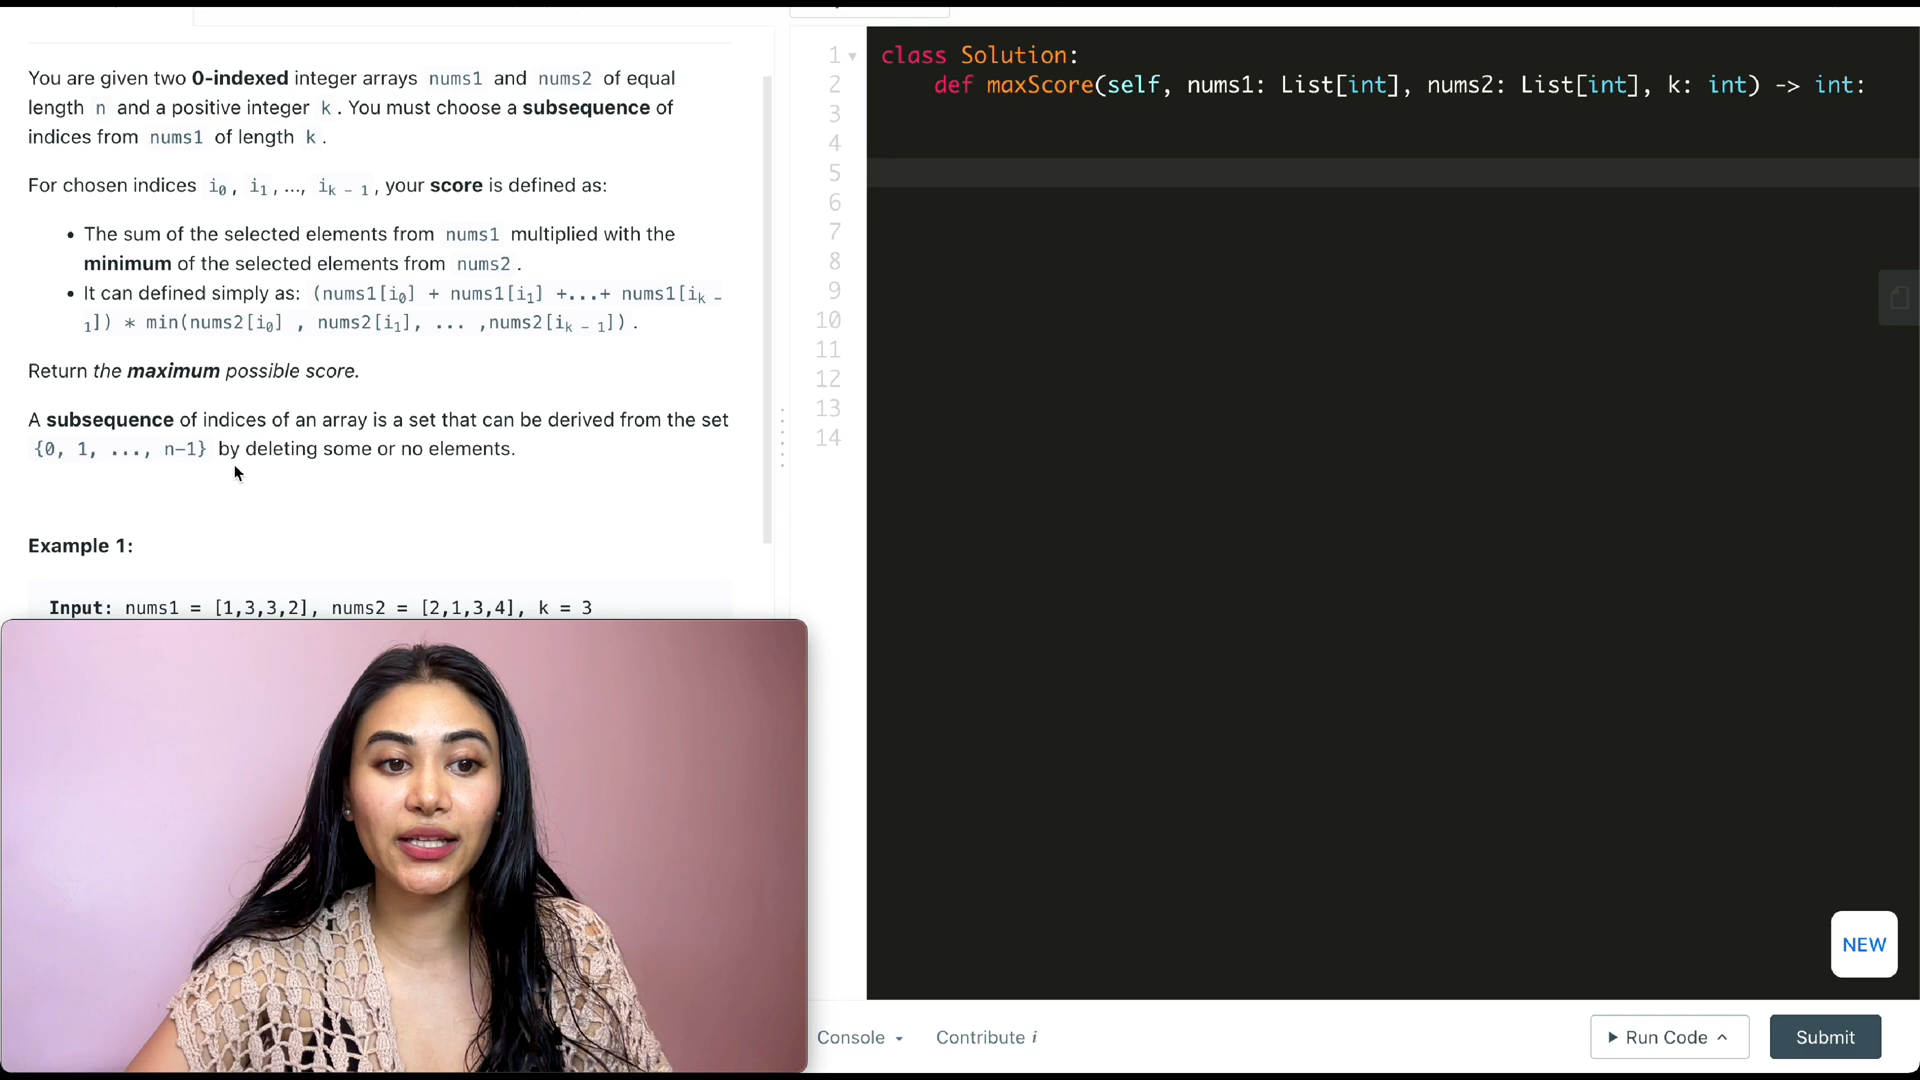 You are given two 0-indexed integer arrays nums1 and nums2 of equal
length n and a positive integer k. You must choose a subsequence of
indices from nums1 of length k.
For chosen indices i0, i1, ..., ik - 1, your score is defined as:
• The sum of the selected elements from nums1 multiplied with the
minimum of the selected elements from nums2.
• It can defined simply as: (nums1[i0] + nums1[i1] +...+ nums1[ik -
1]) * min(nums2[i0] , nums2[i1], ... ,nums2[ik - 1]).
Return the maximum possible score.
A subsequence of indices of an array is a set that can be derived from the set
{0, 1, ..., n-1} by deleting some or no elements.
Example 1:
Input: nums1 = [1,3,3,2], nums2 = [2,1,3,4], k = 3
1 class Solution:
2 def maxScore(self, nums1: List[int], nums2: List[int], k: int) -> int:
3
4
5
6
7
8
9
10
11
12
13
14
NEW
Console
Contribute i
Run Code
Submit